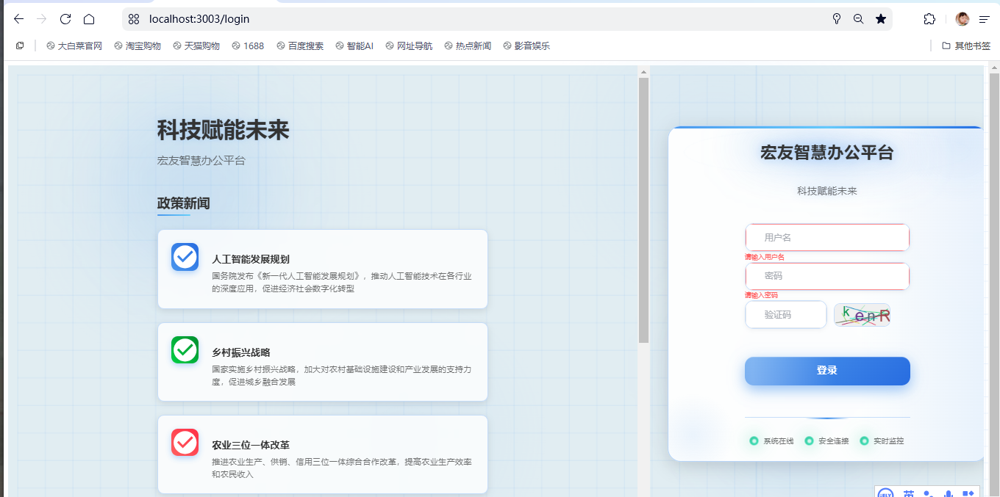 localhost:3003/login
大白菜官网 淘宝购物 天猫购物 1688 百度搜索 智能AI 网址导航 热点新闻 影音娱乐 其他书签
科技赋能未来
宏友智慧办公平台
政策新闻
人工智能发展规划
国务院发布《新一代人工智能发展规划》，推动人工智能技术在各行业
的深度应用，促进经济社会数字化转型
乡村振兴战略
国家实施乡村振兴战略，加大对农村基础设施建设和产业发展的支持力
度，促进城乡融合发展
农业三位一体改革
推进农业生产、供销、信用三位一体综合合作改革，提高农业生产效率
和农民收入
宏友智慧办公平台
科技赋能未来
用户名
请输入用户名
密码
请输入密码
验证码 kenR
登录
系统在线 安全连接 实时监控
iFLY 英